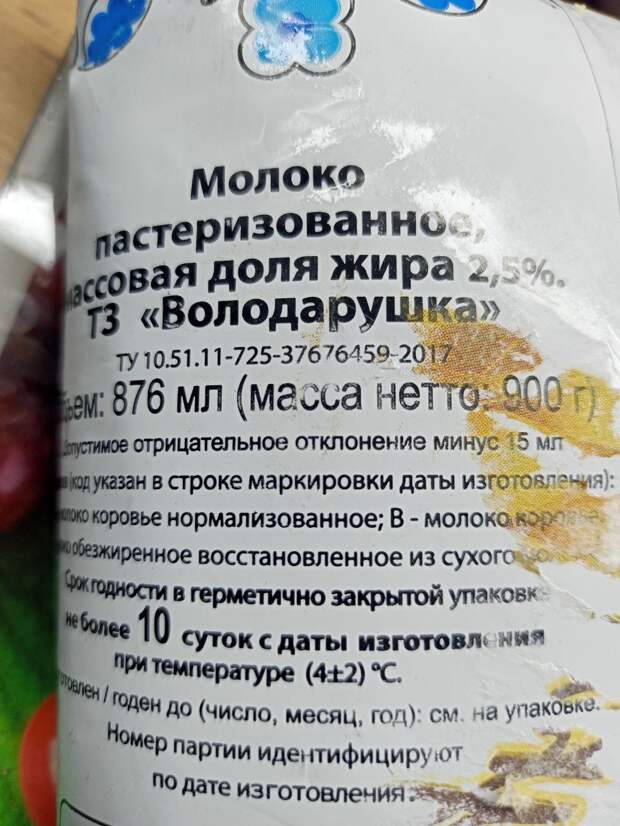 Молоко
пастеризованное,
массовая доля жира 2,5%.
ТЗ «Володарушка»
ТУ 10.51.11-725-37676459-2017
Объем: 876 мл (масса нетто: 900 г)
Допустимое отрицательное отклонение минус 15 мл
(код указан в строке маркировки даты изготовления):
молоко коровье нормализованное; В - молоко коровье
обезжиренное восстановленное из сухого
Срок годности в герметично закрытой упаковке
не более 10 суток с даты изготовления
при температуре (4±2) °С.
Изготовлен / годен до (число, месяц, год): см. на упаковке.
Номер партии идентифицируют
по дате изготовления.